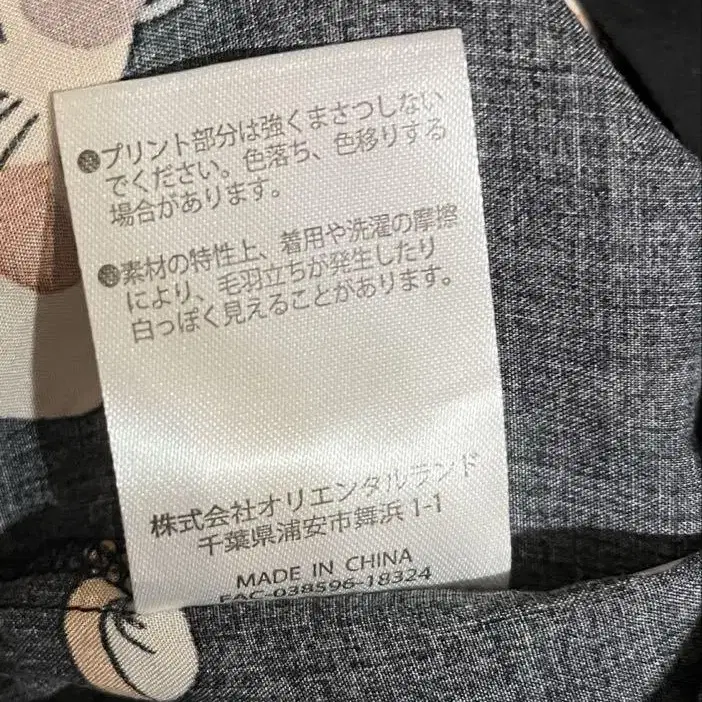 ㊟プリント部分は強くまさつしない
でください。色落ち、色移りする
場合があります。
㊟素材の特性上、着用や洗濯の摩擦
により、毛羽立ちが発生したり
白っぽく見えることがあります。
株式会社オリエンタルランド
千葉県浦安市舞浜 1-1
MADE IN CHINA
FAC-038596-18324